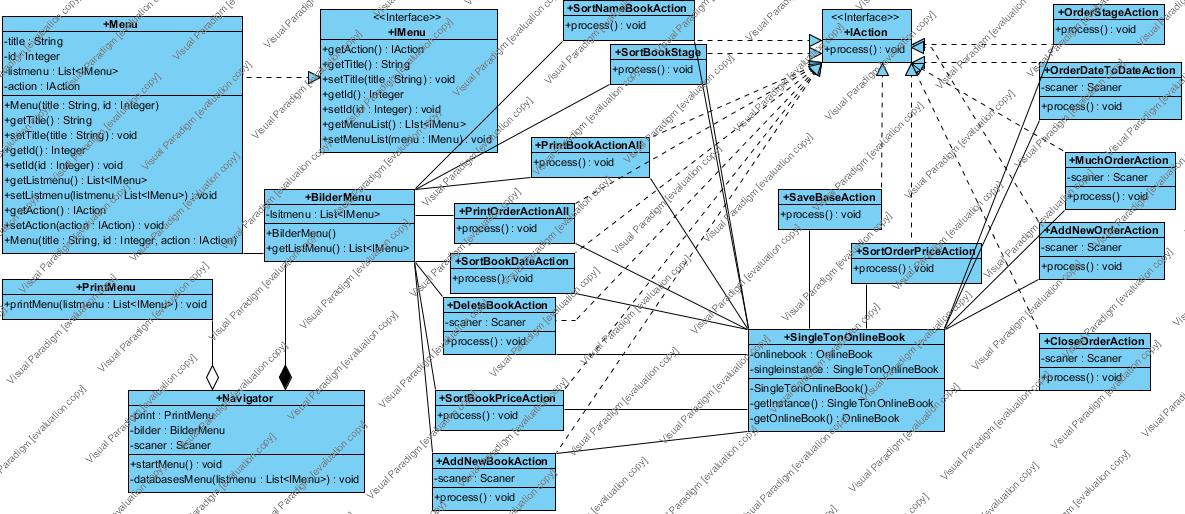 +Menu
-title : String
-id : Integer
-listmenu : List<IMenu>
-action : IAction
+Menu(title : String, id : Integer)
+getTitle() : String
+setTitle(title : String) : void
+getId() : Integer
+setId(id : Integer) : void
+getListmenu() : List<IMenu>
+setListmenu(listmenu : List<IMenu>) : void
+getAction() : IAction
+setAction(action : IAction) : void
+Menu(title : String, id : Integer, action : IAction)
<<Interface>>
+IMenu
+getAction() : IAction
+getTitle() : String
+setTitle(title : String) : void
+getId() : Integer
+setId(id : Integer) : void
+getMenuList() : LIst<IMenu>
+setMenuList(menu : IMenu) : void
+SortNameBookAction
+process() : void
+SortBookStage
+process() : void
<<Interface>>
+IAction
+process() : void
+OrderStageAction
+process() : void
+OrderDateToDateAction
-scaner : Scaner
+process() : void
+PrintBookActionAll
+process() : void
+MuchOrderAction
-scaner : Scaner
+process() : void
+BilderMenu
-lsitmenu : List<IMenu>
+BilderMenu()
+getListMenu() : List<IMenu>
+PrintOrderActionAll
+process() : void
+SaveBaseAction
+process() : void
+AddNewOrderAction
-scaner : Scaner
+process() : void
+SortOrderPriceAction
+process() : void
+SortBookDateAction
+process() : void
+PrintMenu
+printMenu(listmenu : List<IMenu>) : void
+DeleteBookAction
-scaner : Scaner
+process() : void
+SingleTonOnlineBook
-onlinebook : OnlineBook
-singleinstance : SingleTonOnlineBook
-SingleTonOnlineBook()
-getInstance() : SingleTonOnlineBook
-getOnlineBook() : OnlineBook
+CloseOrderAction
-scaner : Scaner
+process() : void
+Navigator
-print : PrintMenu
-bilder : BilderMenu
-scaner : Scaner
+startMenu() : void
-databasesMenu(listmenu : List<IMenu>) : void
+SortBookPriceAction
+process() : void
+AddNewBookAction
-scaner : Scaner
+process() : void
Visual Paradigm [evaluation copy]